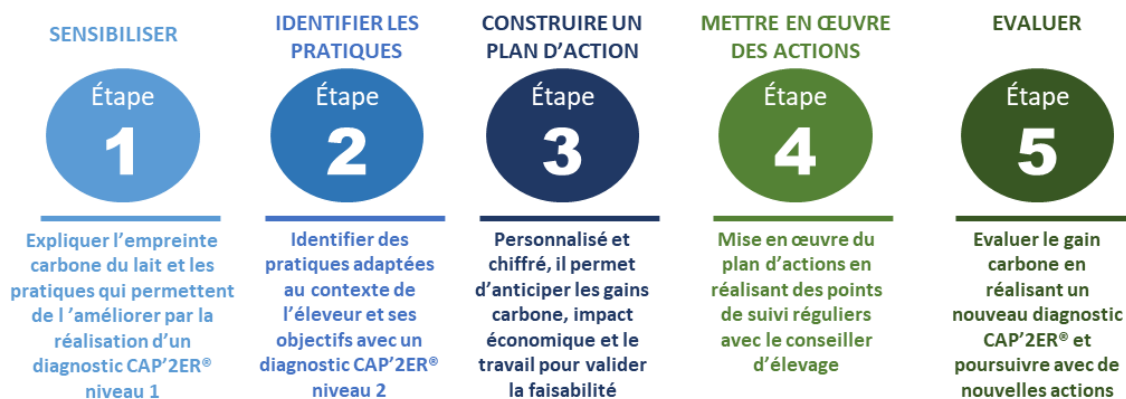 SENSIBILISER
Étape
1
Expliquer l’empreinte
carbone du lait et les
pratiques qui permettent
de l ’améliorer par la
réalisation d’un
diagnostic CAP’2ER®
niveau 1
IDENTIFIER LES
PRATIQUES
Étape
2
Identifier des
pratiques adaptées
au contexte de
l’éleveur et ses
objectifs avec un
diagnostic CAP’2ER®
niveau 2
CONSTRUIRE UN
PLAN D’ACTION
Étape
3
Personnalisé et
chiffré, il permet
d’anticiper les gains
carbone, impact
économique et le
travail pour valider
la faisabilité
METTRE EN ŒUVRE
DES ACTIONS
Étape
4
Mise en œuvre du
plan d’actions en
réalisant des points
de suivi réguliers
avec le conseiller
d’élevage
EVALUER
Étape
5
Evaluer le gain
carbone en
réalisant un
nouveau diagnostic
CAP’2ER® et
poursuivre avec de
nouvelles actions